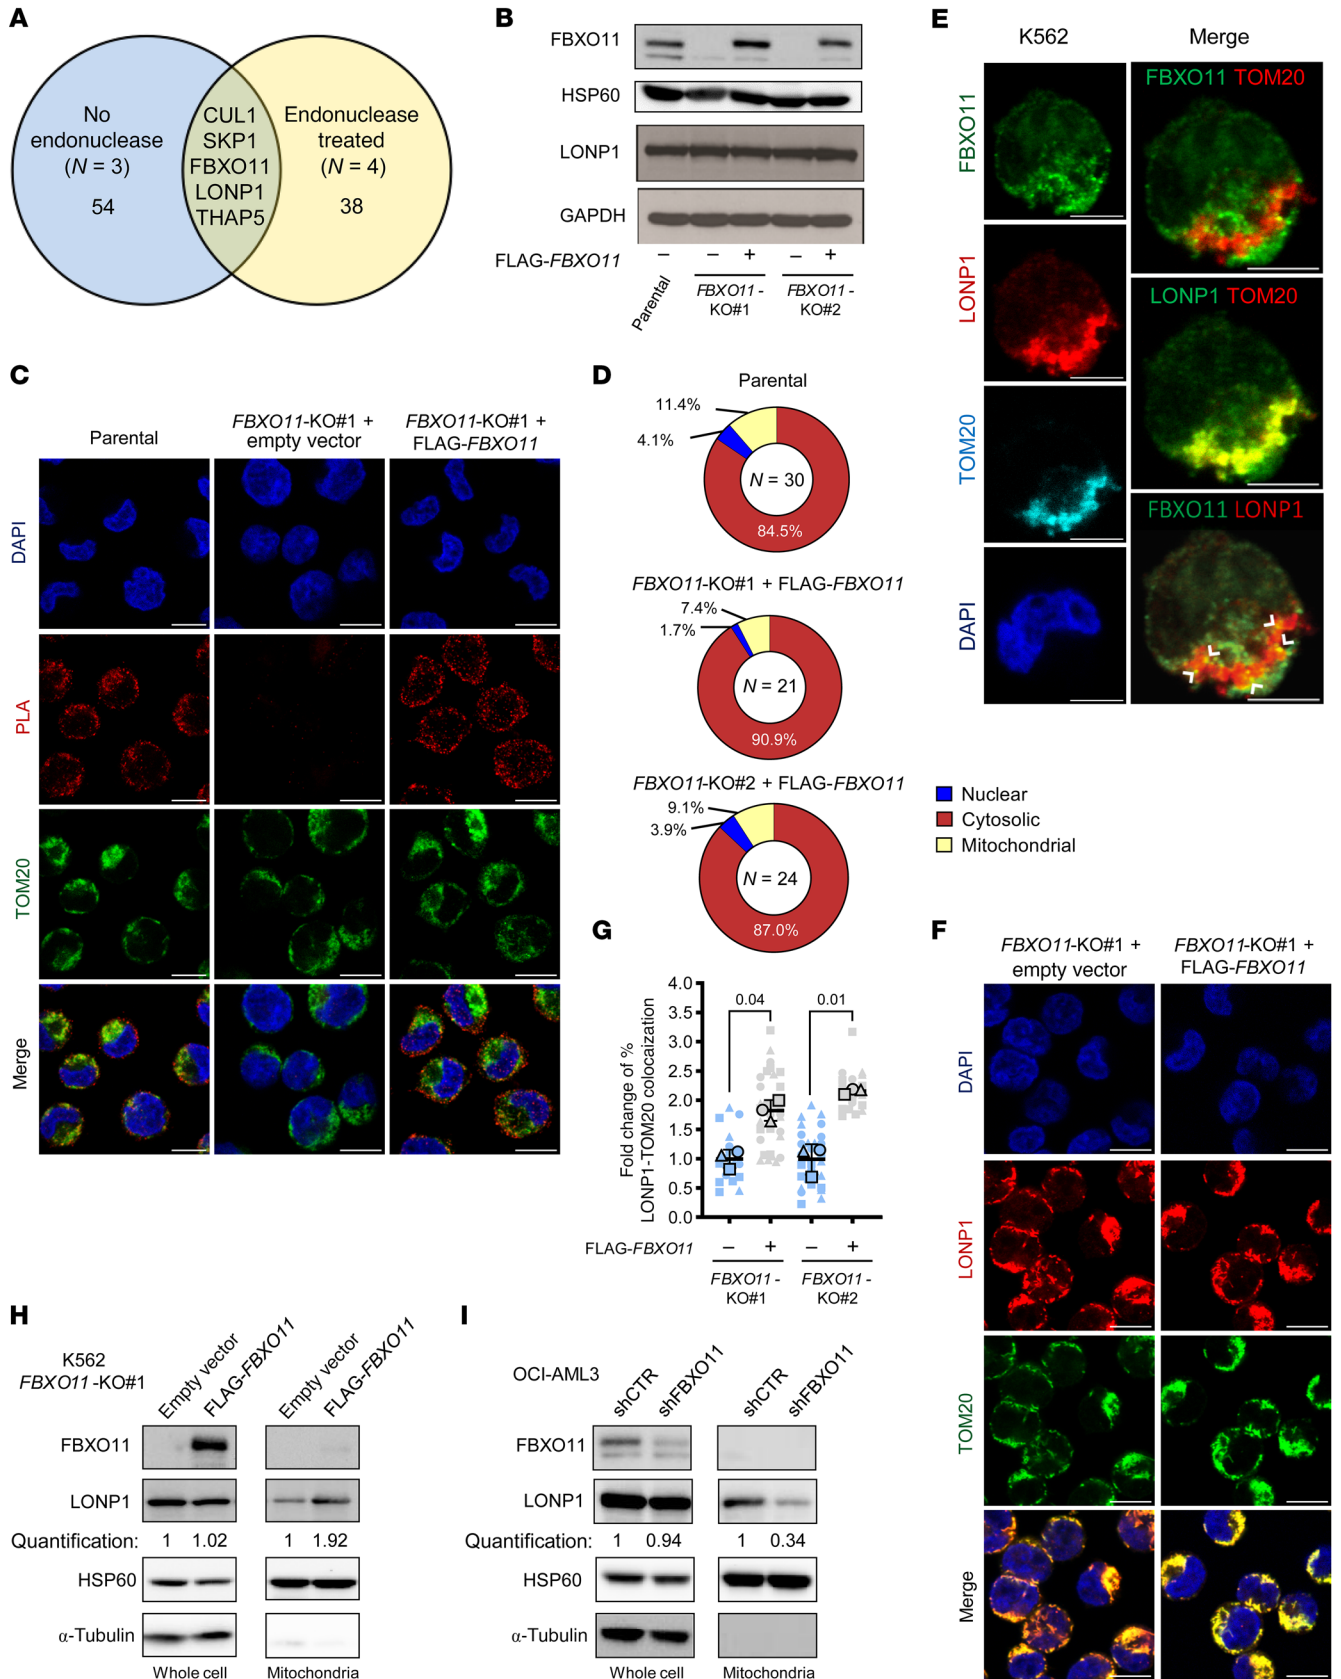 A
No
endonuclease
(N = 3)
54
CUL1
SKP1
FBXO11
LONP1
THAP5
Endonuclease
treated
(N = 4)
38
B
FBXO11
HSP60
LONP1
GAPDH
FLAG-FBXO11
– – + – +
Parental
FBXO11-
KO#1
FBXO11-
KO#2
C
Parental
FBXO11-KO#1 +
empty vector
FBXO11-KO#1 +
FLAG-FBXO11
DAPI
PLA
TOM20
Merge
D
Parental
11.4%
4.1%
N = 30
84.5%
FBXO11-KO#1 + FLAG-FBXO11
7.4%
1.7%
N = 21
90.9%
FBXO11-KO#2 + FLAG-FBXO11
9.1%
3.9%
N = 24
87.0%
Nuclear
Cytosolic
Mitochondrial
E
K562
Merge
FBXO11
LONP1
TOM20
DAPI
FBXO11 TOM20
LONP1 TOM20
FBXO11 LONP1
F
FBXO11-KO#1 +
empty vector
FBXO11-KO#1 +
FLAG-FBXO11
DAPI
LONP1
TOM20
Merge
G
Fold change of %
LONP1-TOM20 colocaization
4.0
3.5
3.0
2.5
2.0
1.5
1.0
0.5
0.0
0.04
0.01
FLAG-FBXO11
– + – +
FBXO11-
KO#1
FBXO11-
KO#2
H
K562
FBXO11-KO#1
Empty vector
FLAG-FBXO11
Empty vector
FLAG-FBXO11
FBXO11
LONP1
Quantification: 1 1.02 1 1.92
HSP60
α-Tubulin
Whole cell
Mitochondria
I
OCI-AML3
shCTR
shFBXO11
shCTR
shFBXO11
FBXO11
LONP1
Quantification: 1 0.94 1 0.34
HSP60
α-Tubulin
Whole cell
Mitochondria